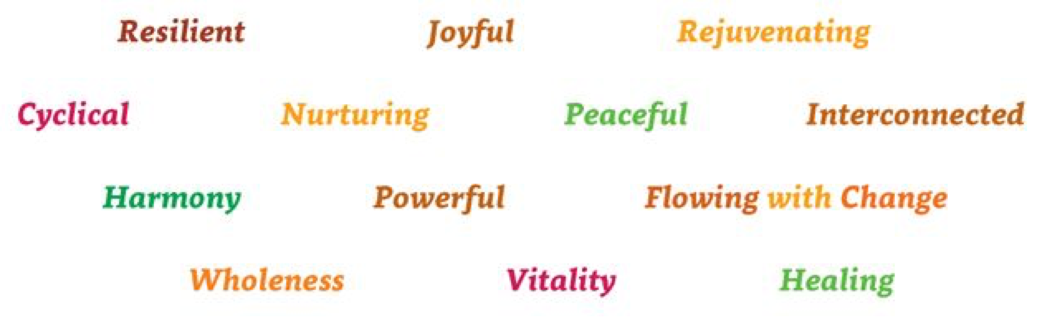 Resilient Joyful Rejuvenating
Cyclical Nurturing Peaceful Interconnected
Harmony Powerful Flowing with Change
Wholeness Vitality Healing